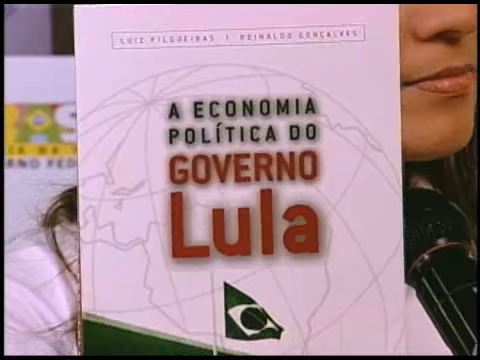 LUIZ FILGUEIRAS | REINALDO GONÇALVES
A ECONOMIA
POLÍTICA DO
GOVERNO
Lula